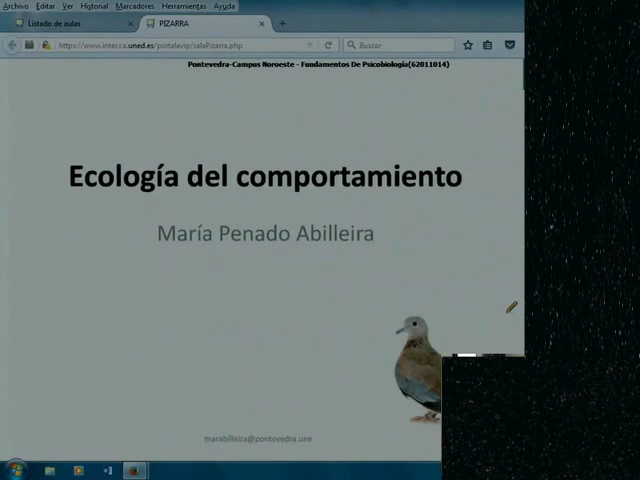 Archivo Editar Ver Historial Marcadores Herramientas Ayuda
Listado de aulas
PIZARRA
https://www.intecca.uned.es/portalavip/salaPizarra.php
Buscar
Pontevedra-Campus Noroeste - Fundamentos De Psicobiología(62011014)
Ecología del comportamiento
María Penado Abilleira
marabilleira@pontevedra.une